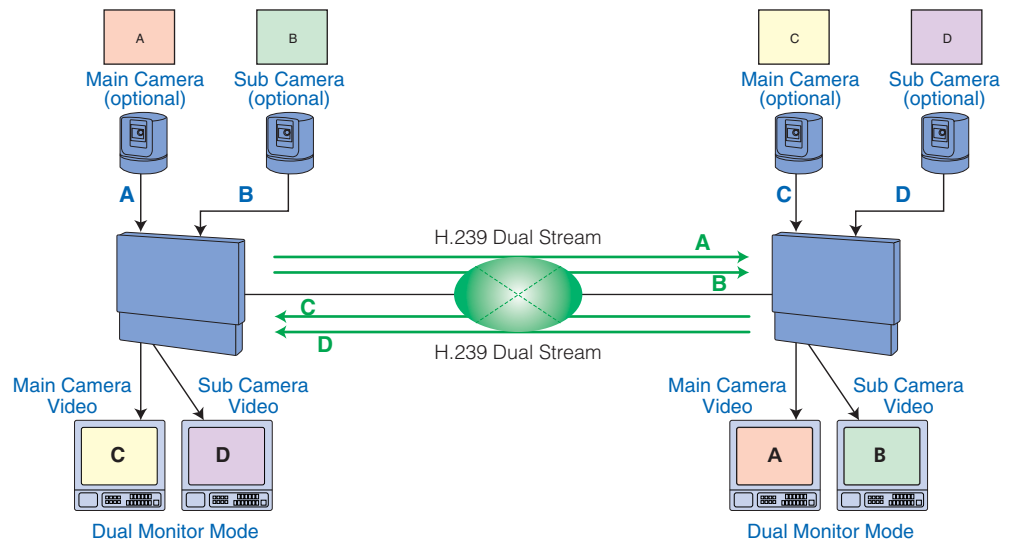 A
B
C
D
Main Camera
(optional)
Sub Camera
(optional)
Main Camera
(optional)
Sub Camera
(optional)
A
B
C
D
H.239 Dual Stream
A
B
C
D
H.239 Dual Stream
Main Camera
Video
Sub Camera
Video
Main Camera
Video
Sub Camera
Video
C
D
A
B
Dual Monitor Mode
Dual Monitor Mode